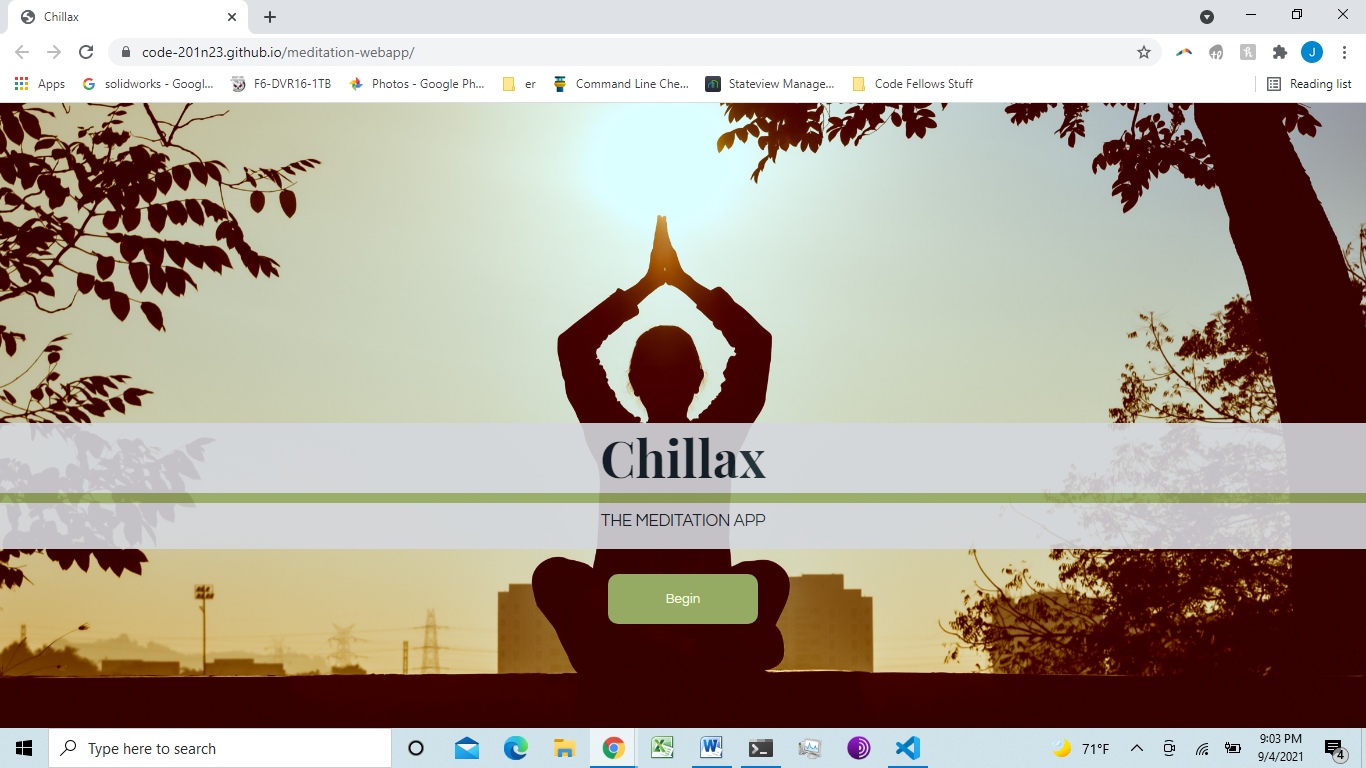 Chillax
code-201n23.github.io/meditation-webapp/
J
Apps
solidworks - Googl...
F6-DVR16-1TB
Photos - Google Ph...
er
Command Line Che...
Stateview Manage...
Code Fellows Stuff
Reading list
Chillax
THE MEDITATION APP
Begin
Type here to search
71°F
9:03 PM
9/4/2021
4